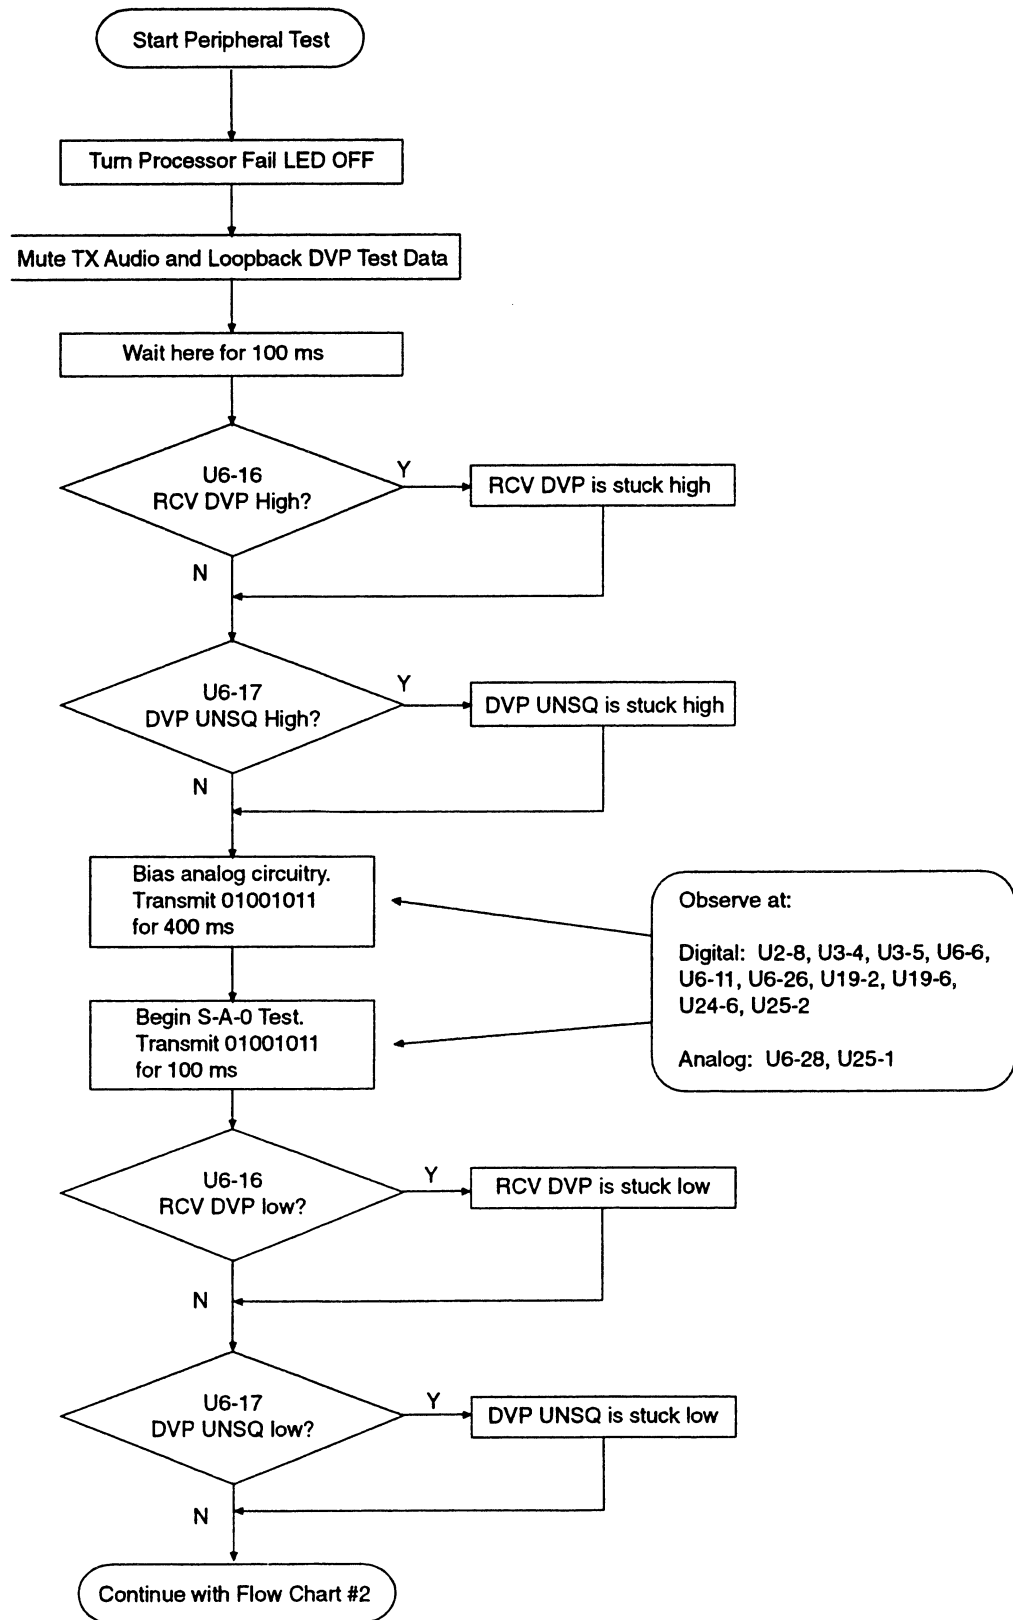 Start Peripheral Test
Turn Processor Fail LED OFF
Mute TX Audio and Loopback DVP Test Data
Wait here for 100 ms
U6-16
RCV DVP High?
Y
RCV DVP is stuck high
N
U6-17
DVP UNSQ High?
Y
DVP UNSQ is stuck high
N
Bias analog circuitry.
Transmit 01001011
for 400 ms
Observe at:
Digital: U2-8, U3-4, U3-5, U6-6,
U6-11, U6-26, U19-2, U19-6,
U24-6, U25-2
Analog: U6-28, U25-1
Begin S-A-0 Test.
Transmit 01001011
for 100 ms
U6-16
RCV DVP low?
Y
RCV DVP is stuck low
N
U6-17
DVP UNSQ low?
Y
DVP UNSQ is stuck low
N
Continue with Flow Chart #2